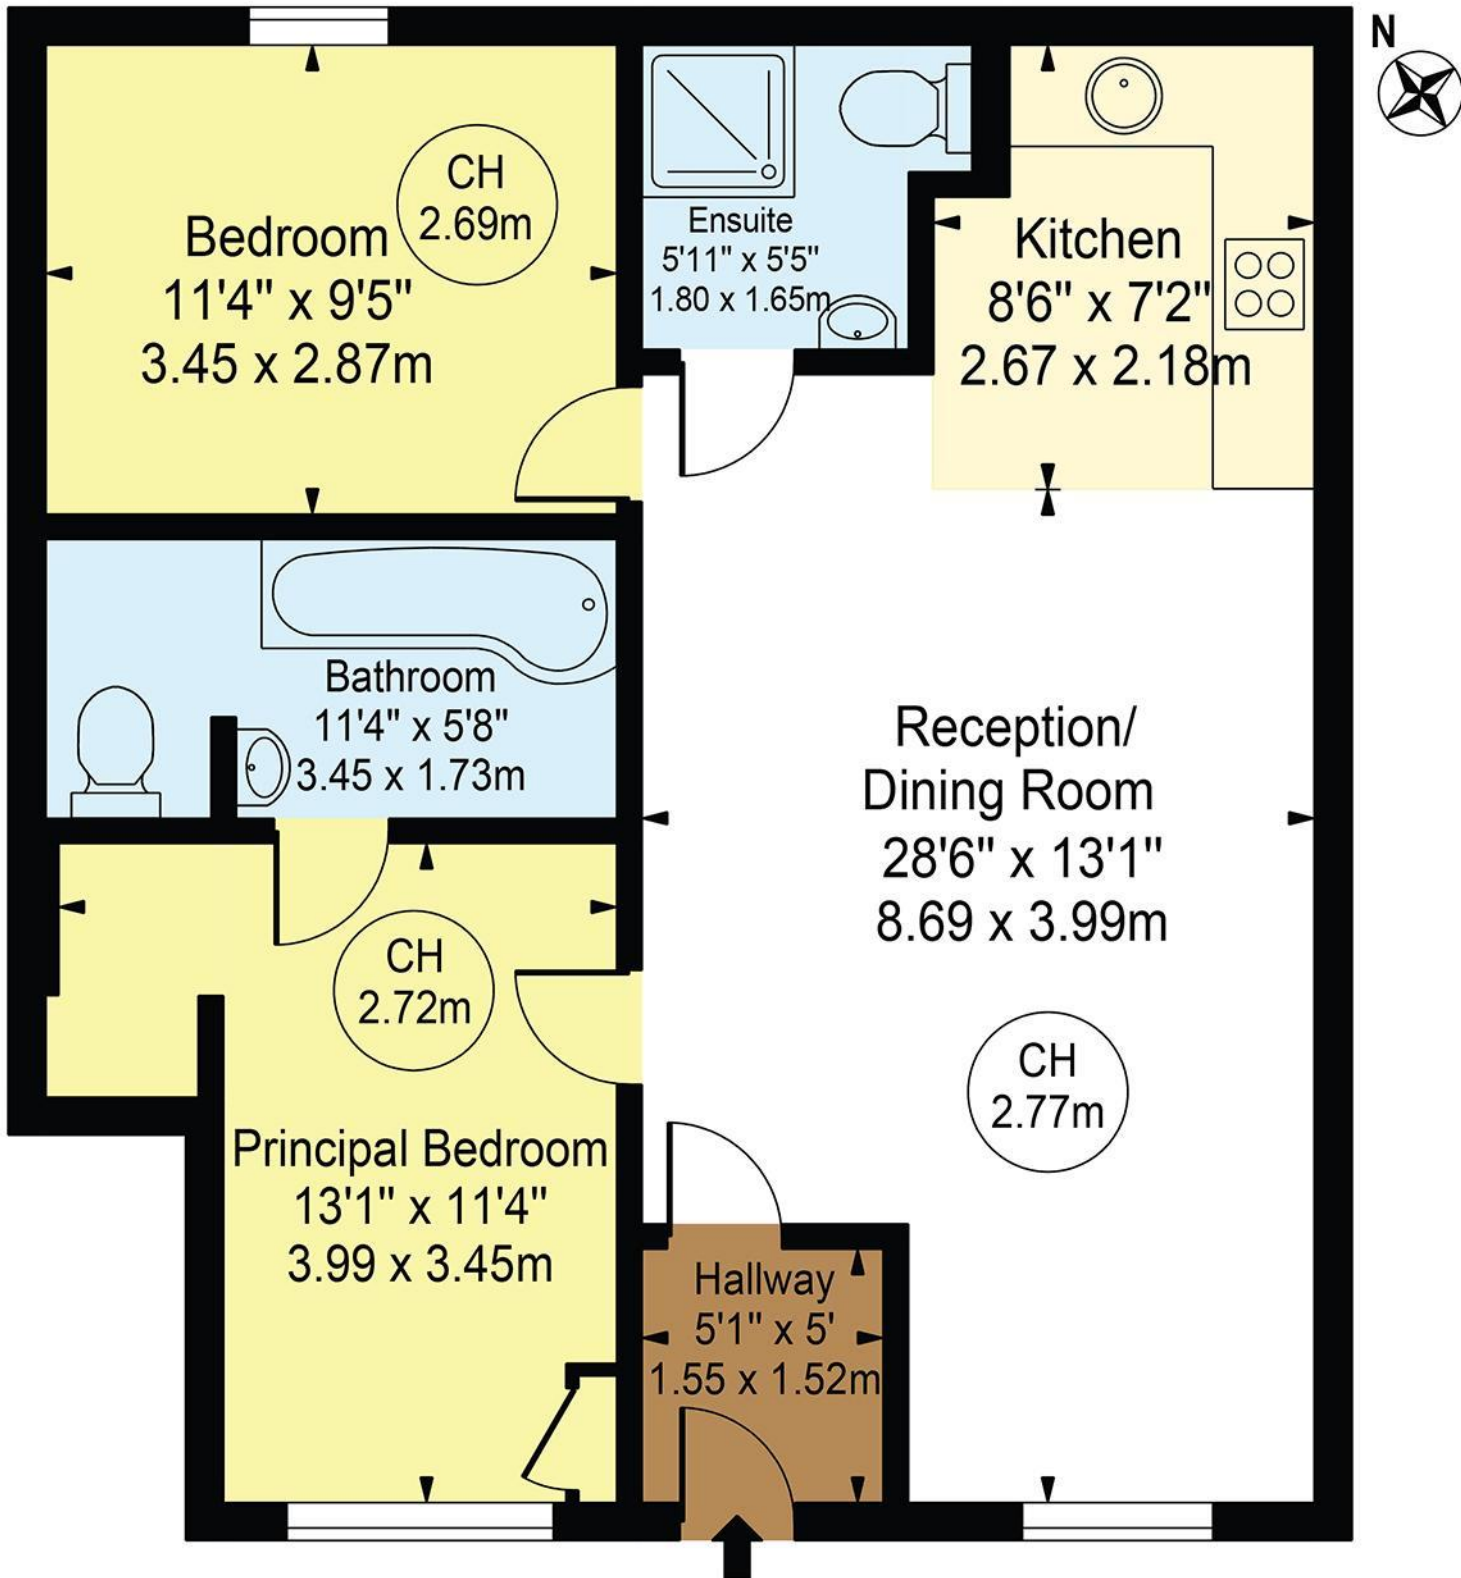 N
CH
2.69m
Bedroom
11'4" x 9'5"
3.45 x 2.87m
Ensuite
5'11" x 5'5"
1.80 x 1.65m
Kitchen
8'6" x 7'2"
2.67 x 2.18m
Bathroom
11'4" x 5'8"
3.45 x 1.73m
Reception/
Dining Room
28'6" x 13'1"
8.69 x 3.99m
CH
2.72m
CH
2.77m
Principal Bedroom
13'1" x 11'4"
3.99 x 3.45m
Hallway
5'1" x 5'
1.55 x 1.52m